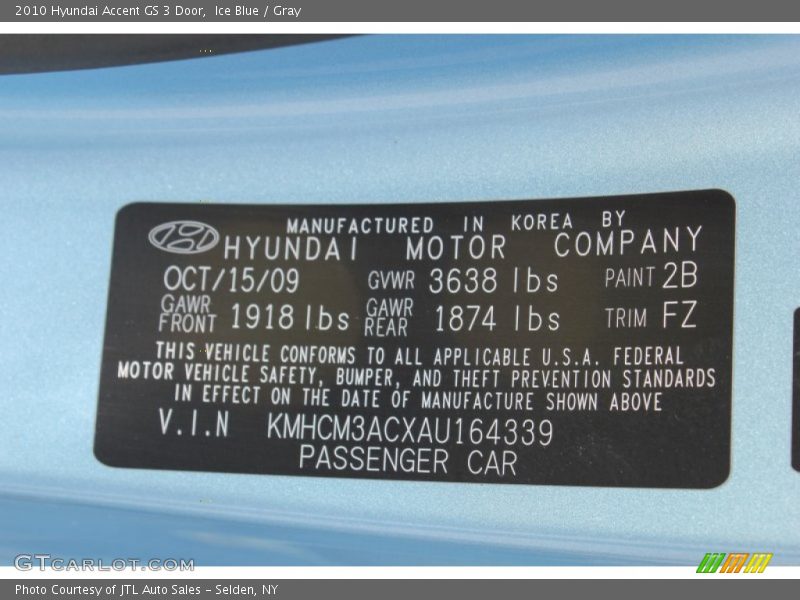 2010 Hyundai Accent GS 3 Door,  Ice Blue / Gray
MANUFACTURED IN KOREA BY
HYUNDAI MOTOR COMPANY
OCT/15/09 GVWR 3638 lbs PAINT 2B
GAWR FRONT 1918 lbs GAWR REAR 1874 lbs TRIM FZ
THIS VEHICLE CONFORMS TO ALL APPLICABLE U.S.A. FEDERAL
MOTOR VEHICLE SAFETY, BUMPER, AND THEFT PREVENTION STANDARDS
IN EFFECT ON THE DATE OF MANUFACTURE SHOWN ABOVE
V.I.N KMHCM3ACXAU164339
PASSENGER CAR
GTcarlot.com
Photo Courtesy of JTL Auto Sales - Selden, NY